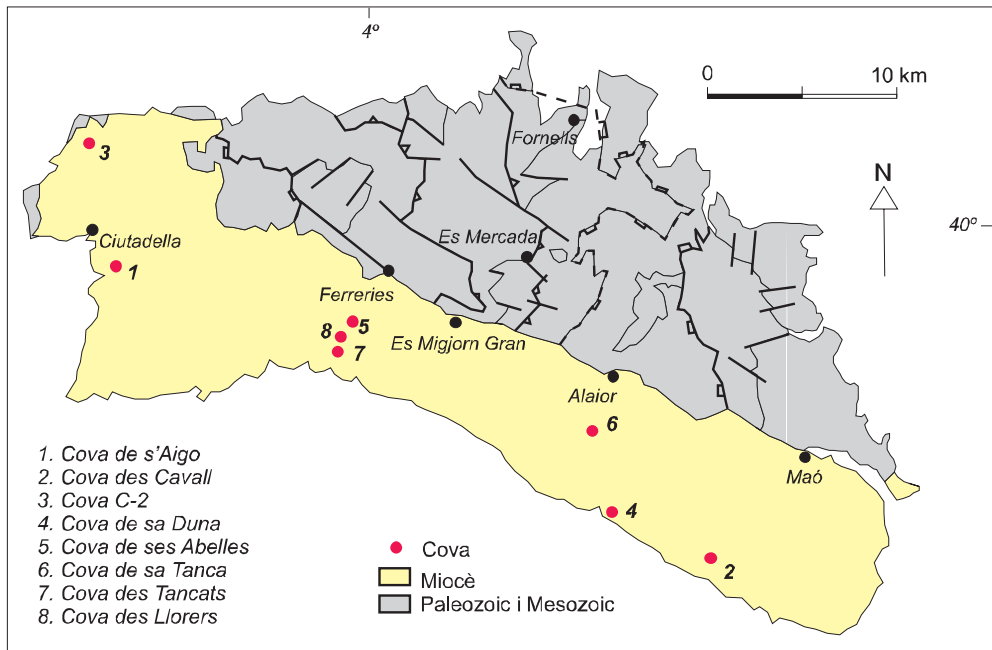 4º
0
10 km
Fornells
3
N
40º
Ciutadella
Es Mercada
1
Ferreries
5
8
Es Migjorn Gran
7
Alaior
6
Maó
4
2
1. Cova de s'Aigo
2. Cova des Cavall
3. Cova C-2
4. Cova de sa Duna
5. Cova de ses Abelles
6. Cova de sa Tanca
7. Cova des Tancats
8. Cova des Llorers
Cova
Miocè
Paleozoic i Mesozoic